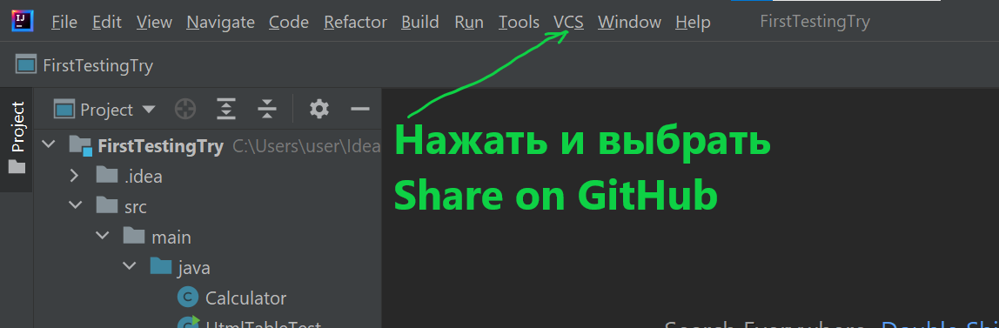 File Edit View Navigate Code Refactor Build Run Tools VCS Window Help FirstTestingTry
FirstTestingTry
Project
Project
FirstTestingTry C:\Users\user\Idea
.idea
src
main
java
Calculator
HtmlTableTest
Нажать и выбрать
Share on GitHub
Search Everywhere Double Shi